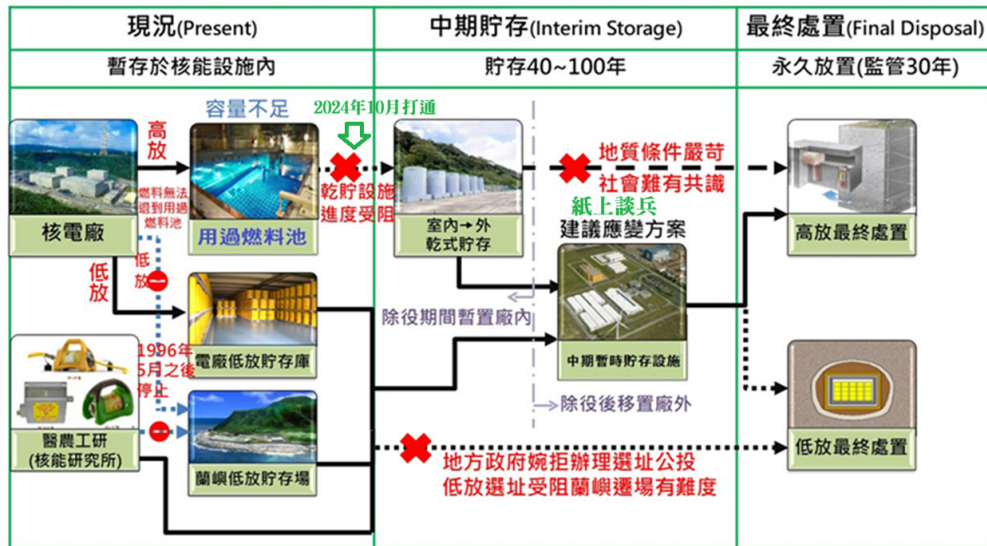 現況(Present)
中期貯存(Interim Storage)
最終處置(Final Disposal)
暫存於核能設施內
貯存40~100年
永久放置(監管30年)
容量不足
2024年10月打通
高放
燃料無法
退到用過
燃料池
核電廠
用過燃料池
乾貯設施
進度受阻
室內→外
乾式貯存
地質條件嚴苛
社會難有共識
紙上談兵
建議應變方案
高放最終處置
低放
低放
電廠低放貯存庫
除役期間暫置廠內
中期暫時貯存設施
除役後移置廠外
1996年
5月之後
停止
醫農工研
(核能研究所)
蘭嶼低放貯存場
地方政府婉拒辦理選址公投
低放選址受阻蘭嶼遷場有難度
低放最終處置